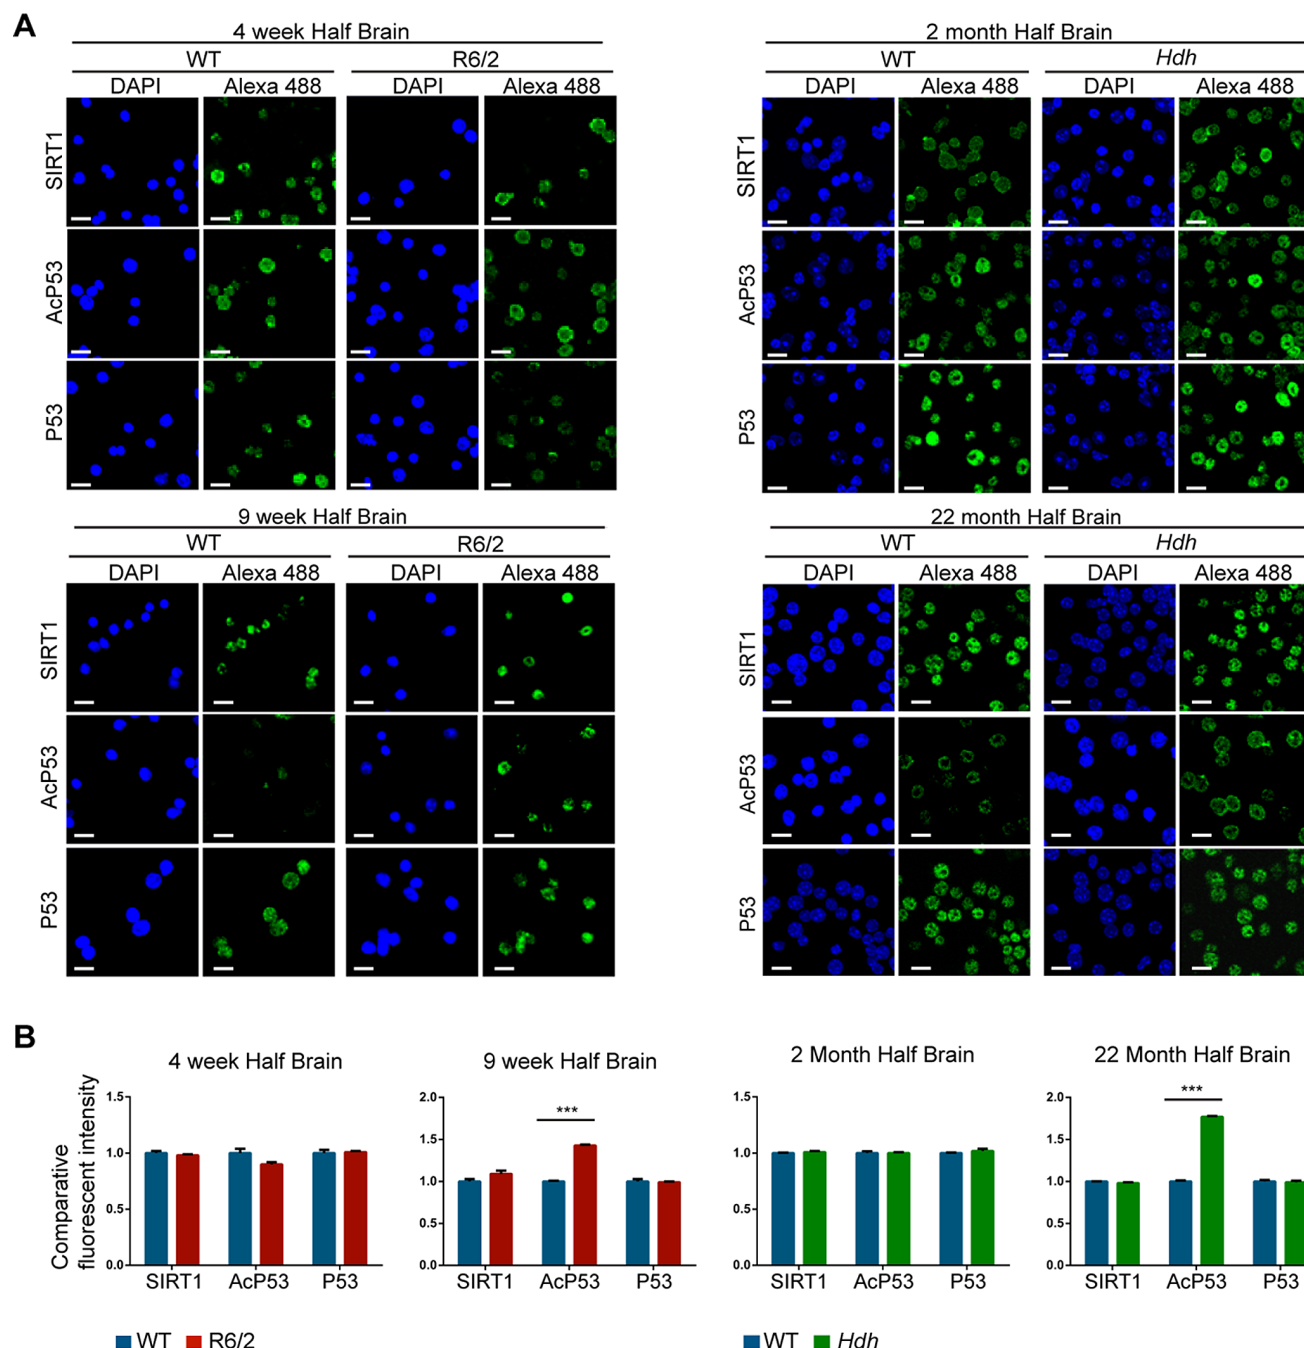 A
4 week Half Brain
WT R6/2
DAPI Alexa 488 DAPI Alexa 488
SIRT1
AcP53
P53
2 month Half Brain
WT Hdh
DAPI Alexa 488 DAPI Alexa 488
SIRT1
AcP53
P53
9 week Half Brain
WT R6/2
DAPI Alexa 488 DAPI Alexa 488
SIRT1
AcP53
P53
22 month Half Brain
WT Hdh
DAPI Alexa 488 DAPI Alexa 488
SIRT1
AcP53
P53
B
Comparative
fluorescent intensity
4 week Half Brain
1.5
1.0
0.5
0.0
SIRT1 AcP53 P53
9 week Half Brain
***
2.0
1.5
1.0
0.5
0.0
SIRT1 AcP53 P53
WT R6/2
2 Month Half Brain
1.5
1.0
0.5
0.0
SIRT1 AcP53 P53
22 Month Half Brain
***
2.0
1.5
1.0
0.5
0.0
SIRT1 AcP53 P53
WT Hdh